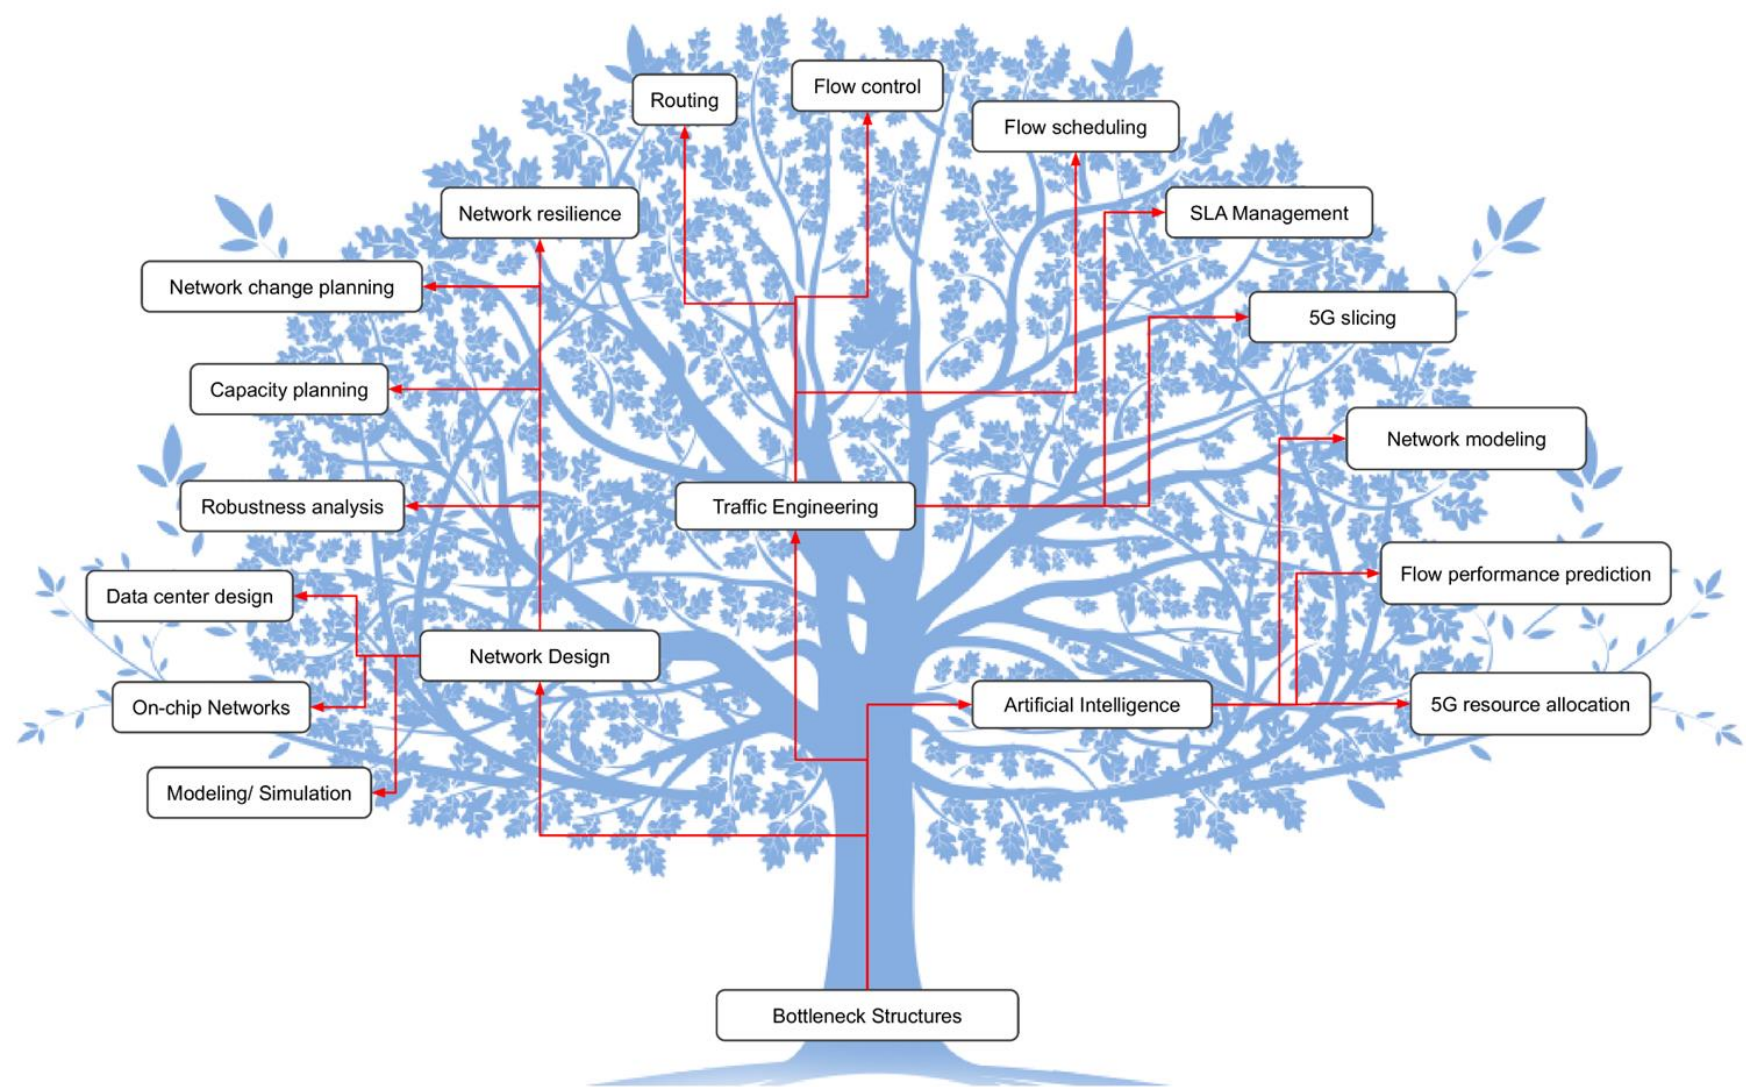 Flow control
Routing
Flow scheduling
Network resilience
SLA Management
Network change planning
5G slicing
Capacity planning
Network modeling
Robustness analysis
Traffic Engineering
Flow performance prediction
Data center design
Network Design
On-chip Networks
Artificial Intelligence
5G resource allocation
Modeling/ Simulation
Bottleneck Structures